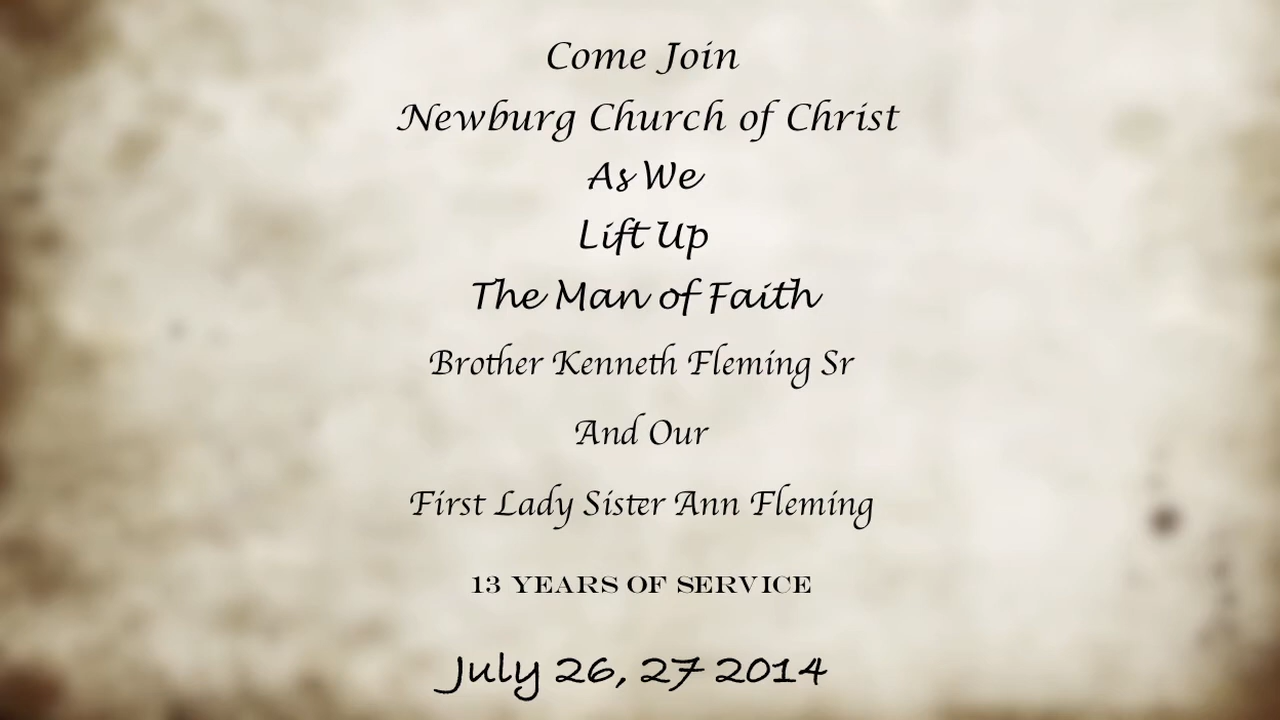 Come Join
Newburg Church of Christ
As We
Lift Up
The Man of Faith
Brother Kenneth Fleming Sr
And Our
First Lady Sister Ann Fleming
13 YEARS OF SERVICE
July 26, 27 2014